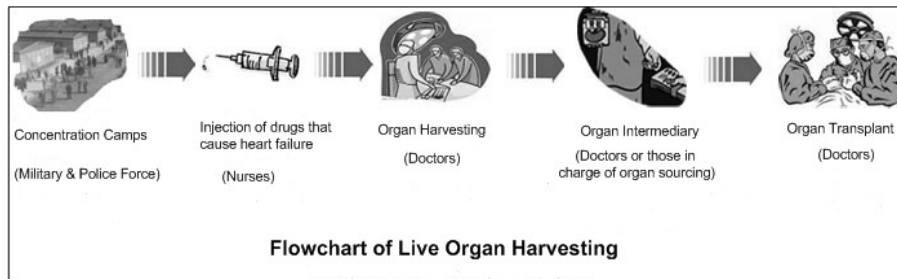 Concentration Camps
(Military & Police Force)
Injection of drugs that
cause heart failure
(Nurses)
Organ Harvesting
(Doctors)
Organ Intermediary
(Doctors or those in
charge of organ sourcing)
Organ Transplant
(Doctors)
Flowchart of Live Organ Harvesting